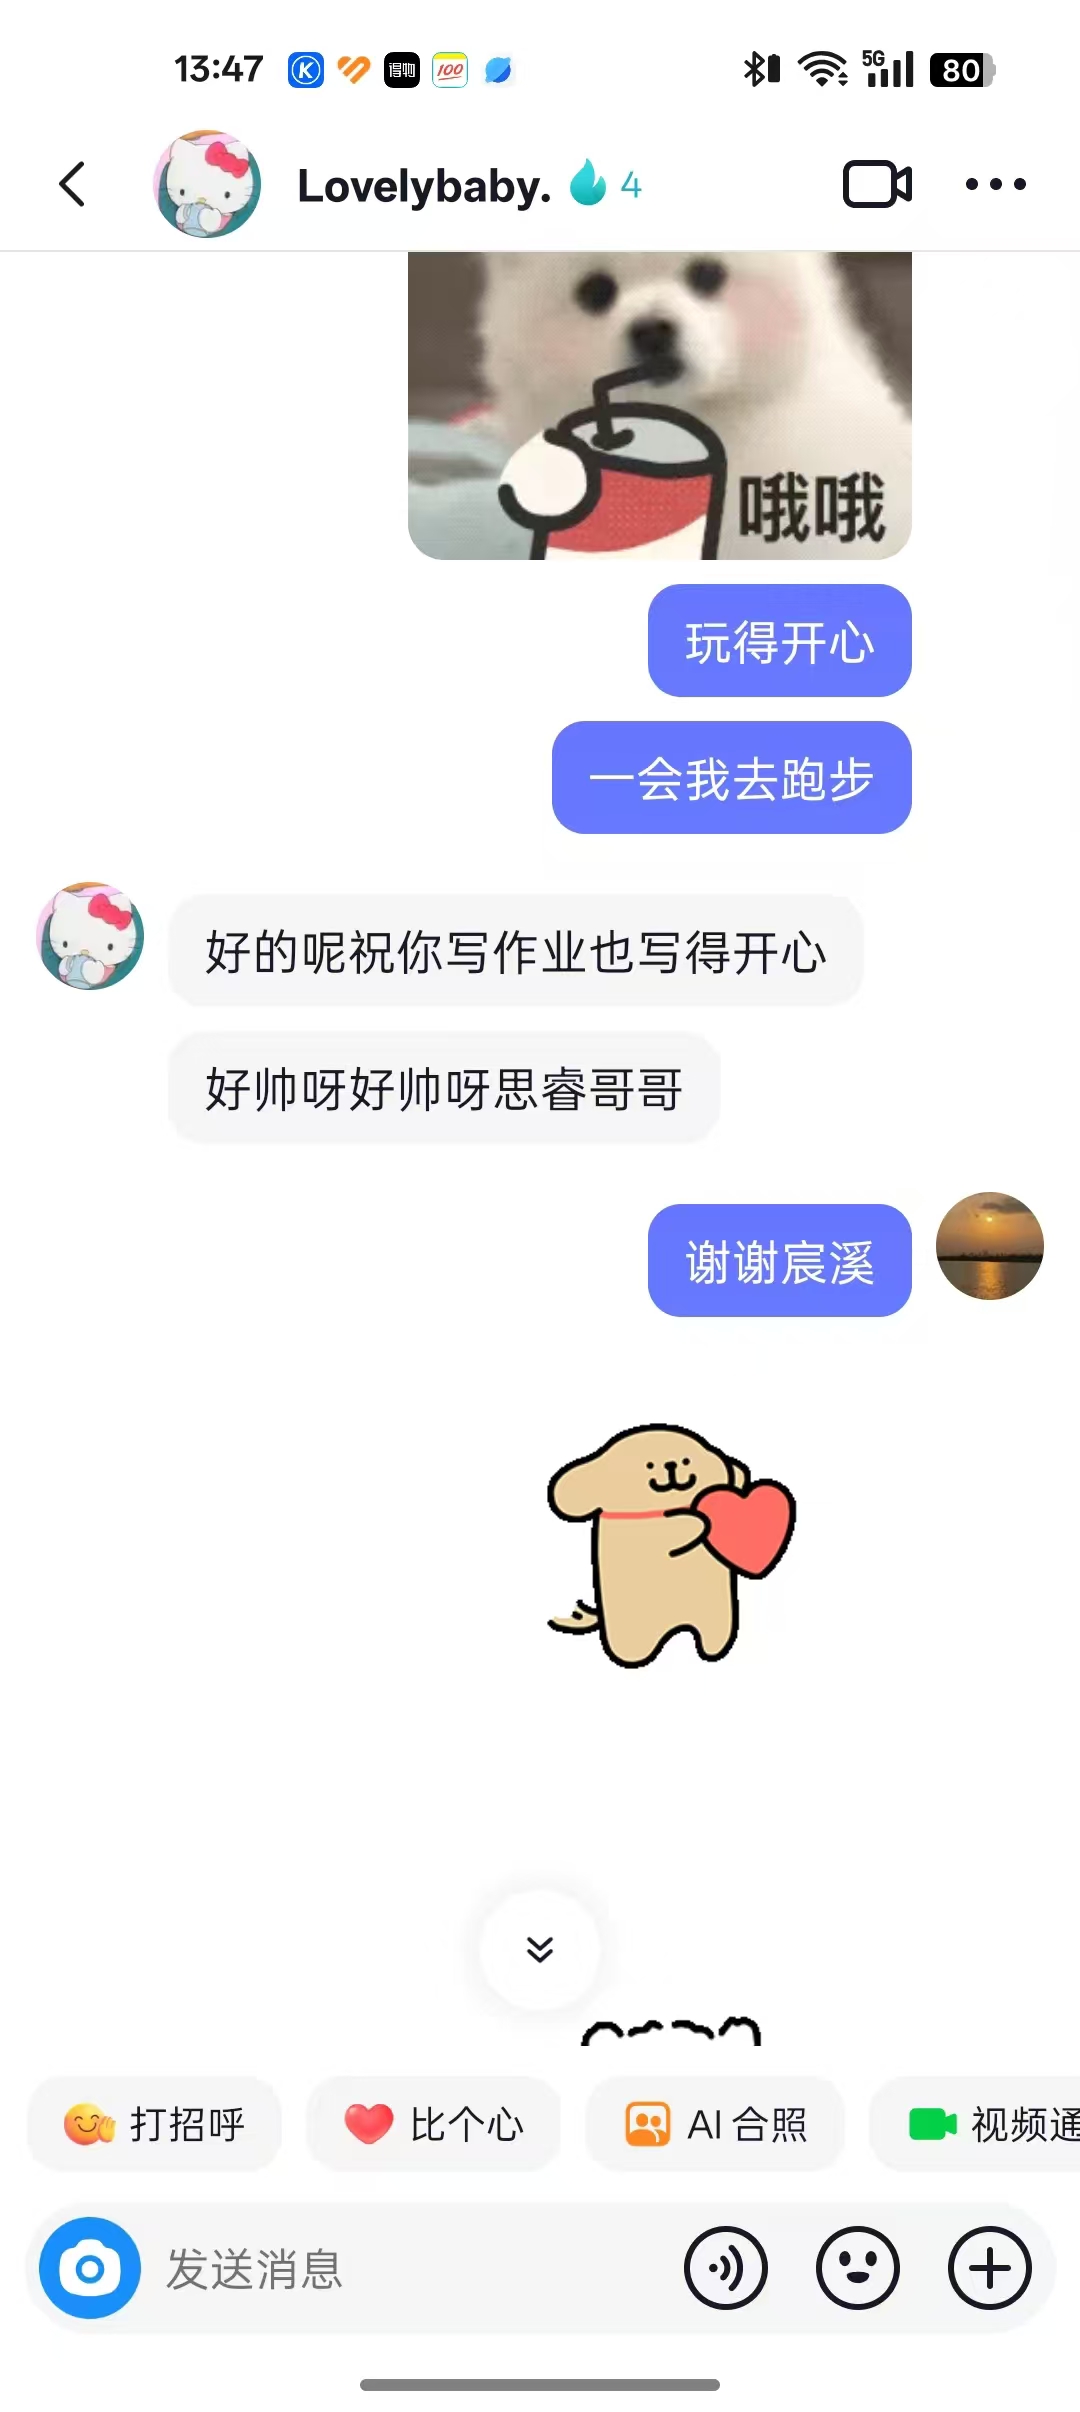 13:47
得物
100
5G
80
Lovelybaby.
4
哦哦
玩得开心
一会我去跑步
好的呢祝你写作业也写得开心
好帅呀好帅呀思睿哥哥
谢谢宸溪
打招呼
比个心
AI 合照
视频通
发送消息